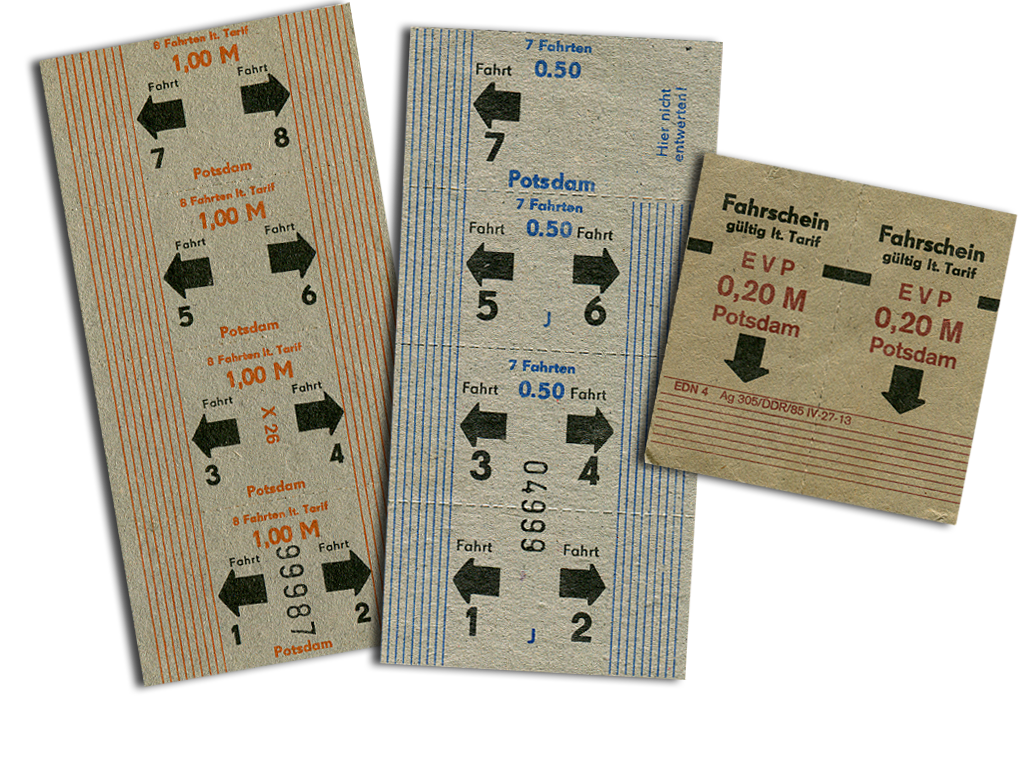 8 Fahrten lt. Tarif
1,00 M
Fahrt Fahrt
7 8
Potsdam
8 Fahrten lt. Tarif
1,00 M
Fahrt Fahrt
5 6
Potsdam
8 Fahrten lt. Tarif
1,00 M
Fahrt Fahrt
X 26
3 4
Potsdam
8 Fahrten lt. Tarif
1,00 M
Fahrt Fahrt
99987
1 2
Potsdam
7 Fahrten
Fahrt 0.50
7
Hier nicht
entwerten!
Potsdam
7 Fahrten
Fahrt 0.50 Fahrt
5 J 6
7 Fahrten
Fahrt 0.50 Fahrt
3 4
04999
Fahrt Fahrt
1 J 2
Fahrschein
gültig lt. Tarif
EVP
0,20 M
Potsdam
Fahrschein
gültig lt. Tarif
EVP
0,20 M
Potsdam
EDN 4 Ag 305/DDR/85 IV-27-13